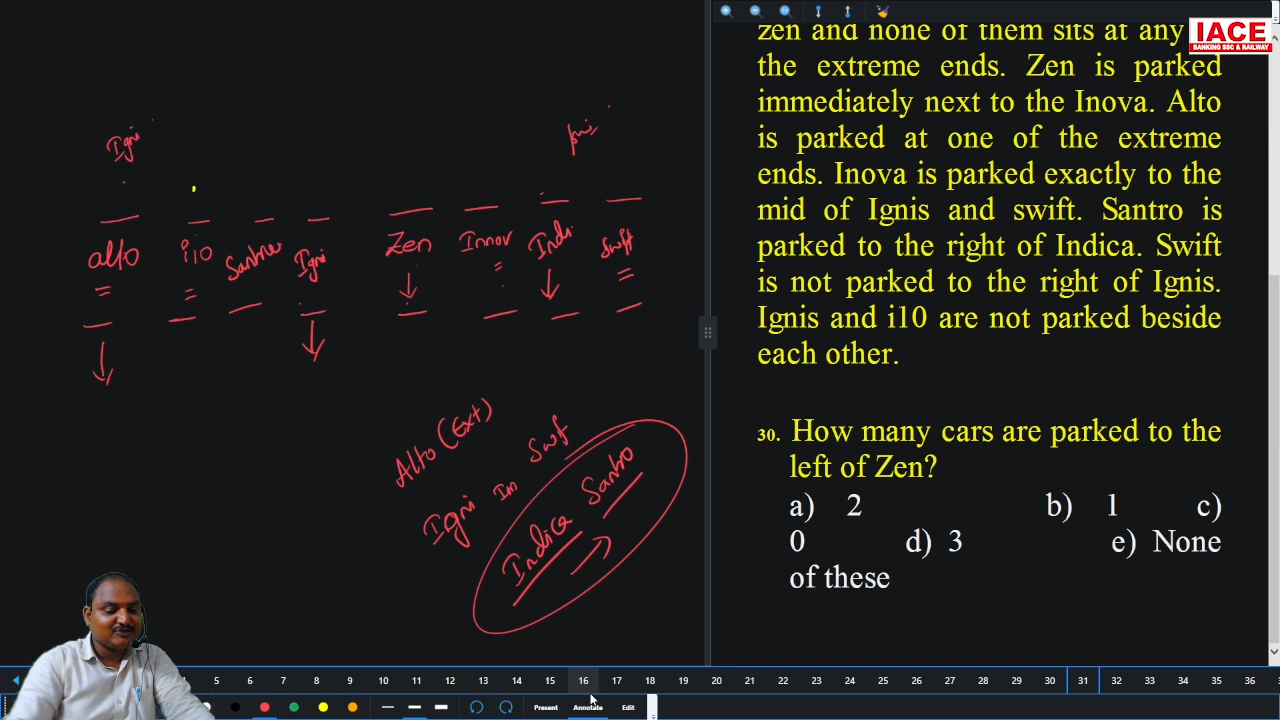 IACE
BANKING SSC & RAILWAY
zen and none of them sits at any
the extreme ends. Zen is parked
immediately next to the Inova. Alto
is parked at one of the extreme
ends. Inova is parked exactly to the
mid of Ignis and swift. Santro is
parked to the right of Indica. Swift
is not parked to the right of Ignis.
Ignis and i10 are not parked beside
each other.
30. How many cars are parked to the
left of Zen?
a) 2 b) 1 c)
0 d) 3 e) None
of these
Igni
alto i10 Santro Igni Zen Innov Indi Swift
Alto (Ext)
Igni Inn Swf
Indica Santro
5 6 7 8 9 10 11 12 13 14 15 16 17 18 19 20 21 22 23 24 25 26 27 28 29 30 31 32 33 34 35 36
Present Annotate Edit